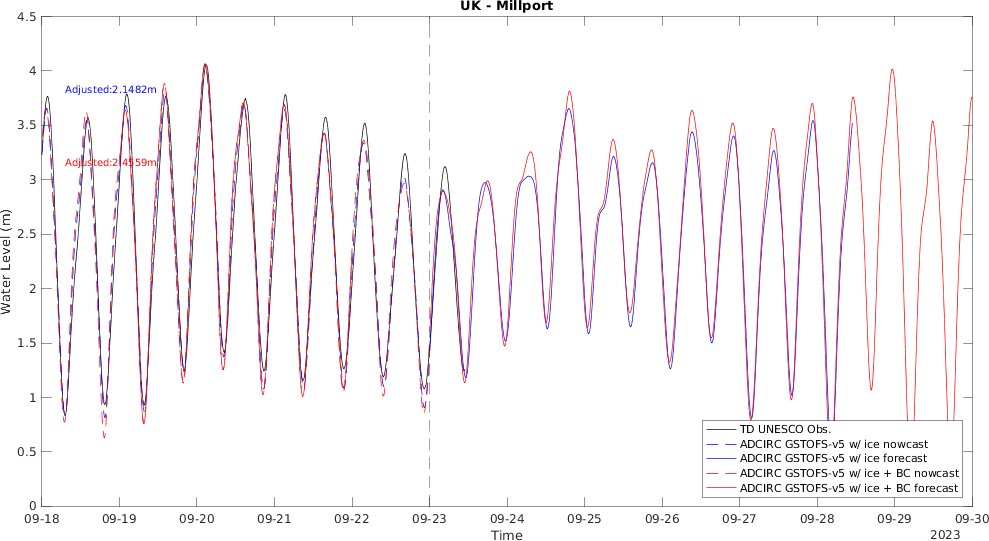 UK - Millport
4.5
4
3.5
3
2.5
2
1.5
1
0.5
0
Water Level (m)
Adjusted:2.1482m
Adjusted:2.4559m
TD UNESCO Obs.
ADCIRC GSTOFS-v5 w/ ice nowcast
ADCIRC GSTOFS-v5 w/ ice forecast
ADCIRC GSTOFS-v5 w/ ice + BC nowcast
ADCIRC GSTOFS-v5 w/ ice + BC forecast
09-18 09-19 09-20 09-21 09-22 09-23 09-24 09-25 09-26 09-27 09-28 09-29 09-30
Time
2023